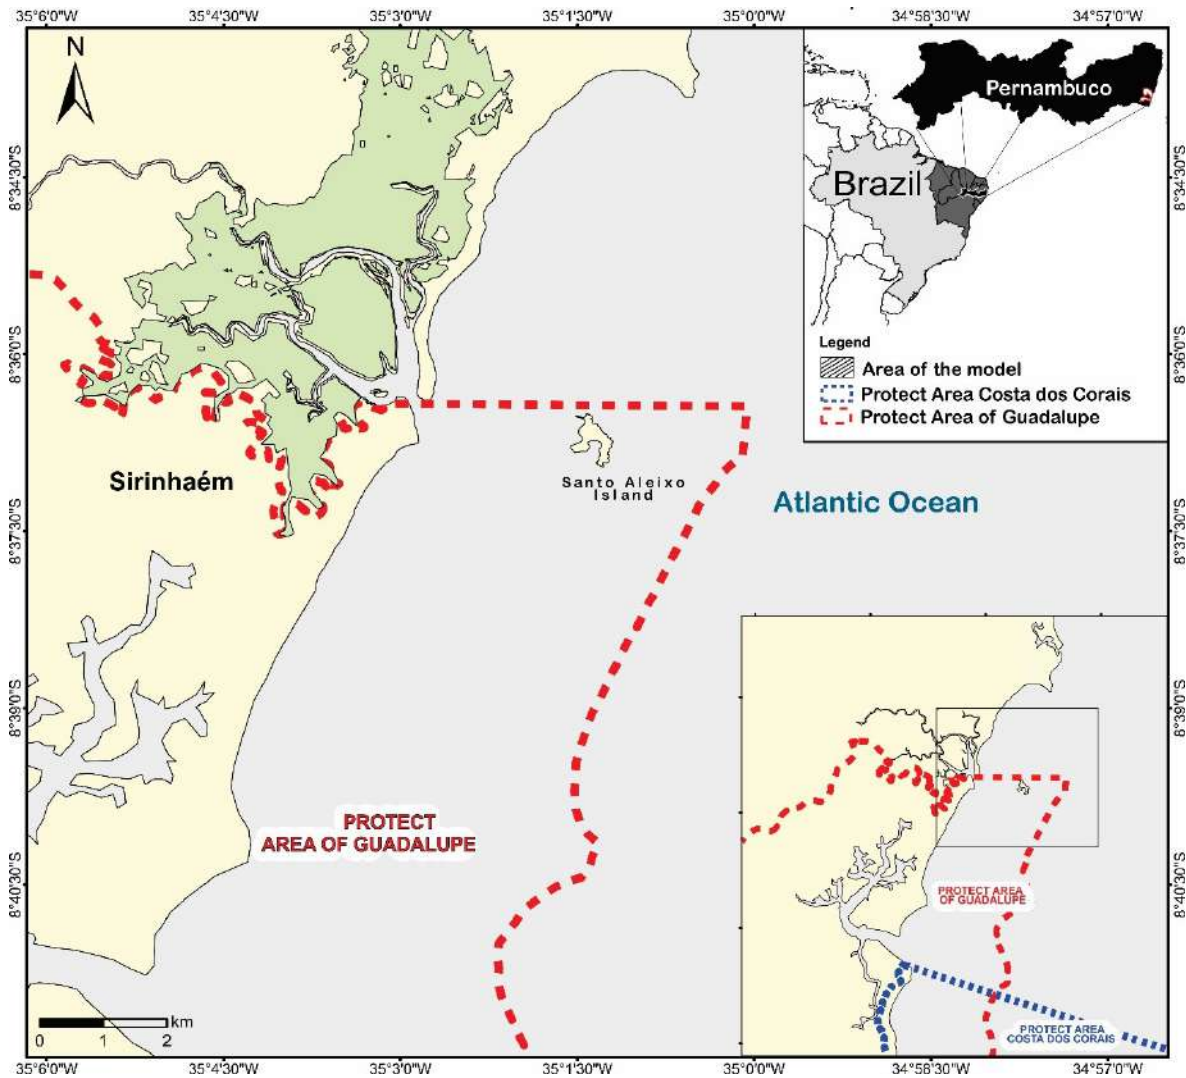 35°6'0"W 35°4'30"W 35°3'0"W 35°1'30"W 35°0'0"W 34°58'30"W 34°57'0"W
N
Pernambuco
Brazil
8°34'30"S
8°34'30"S
Legend
Area of the model
Protect Area Costa dos Corais
Protect Area of Guadalupe
8°36'0"S
8°36'0"S
Sirinhaém
Santo Aleixo
Island
Atlantic Ocean
8°37'30"S
8°37'30"S
8°39'0"S
8°39'0"S
PROTECT
AREA OF GUADALUPE
8°40'30"S
8°40'30"S
PROTECT AREA
OF GUADALUPE
PROTECT AREA
COSTA DOS CORAIS
km
0 1 2
35°6'0"W 35°4'30"W 35°3'0"W 35°1'30"W 35°0'0"W 34°58'30"W 34°57'0"W